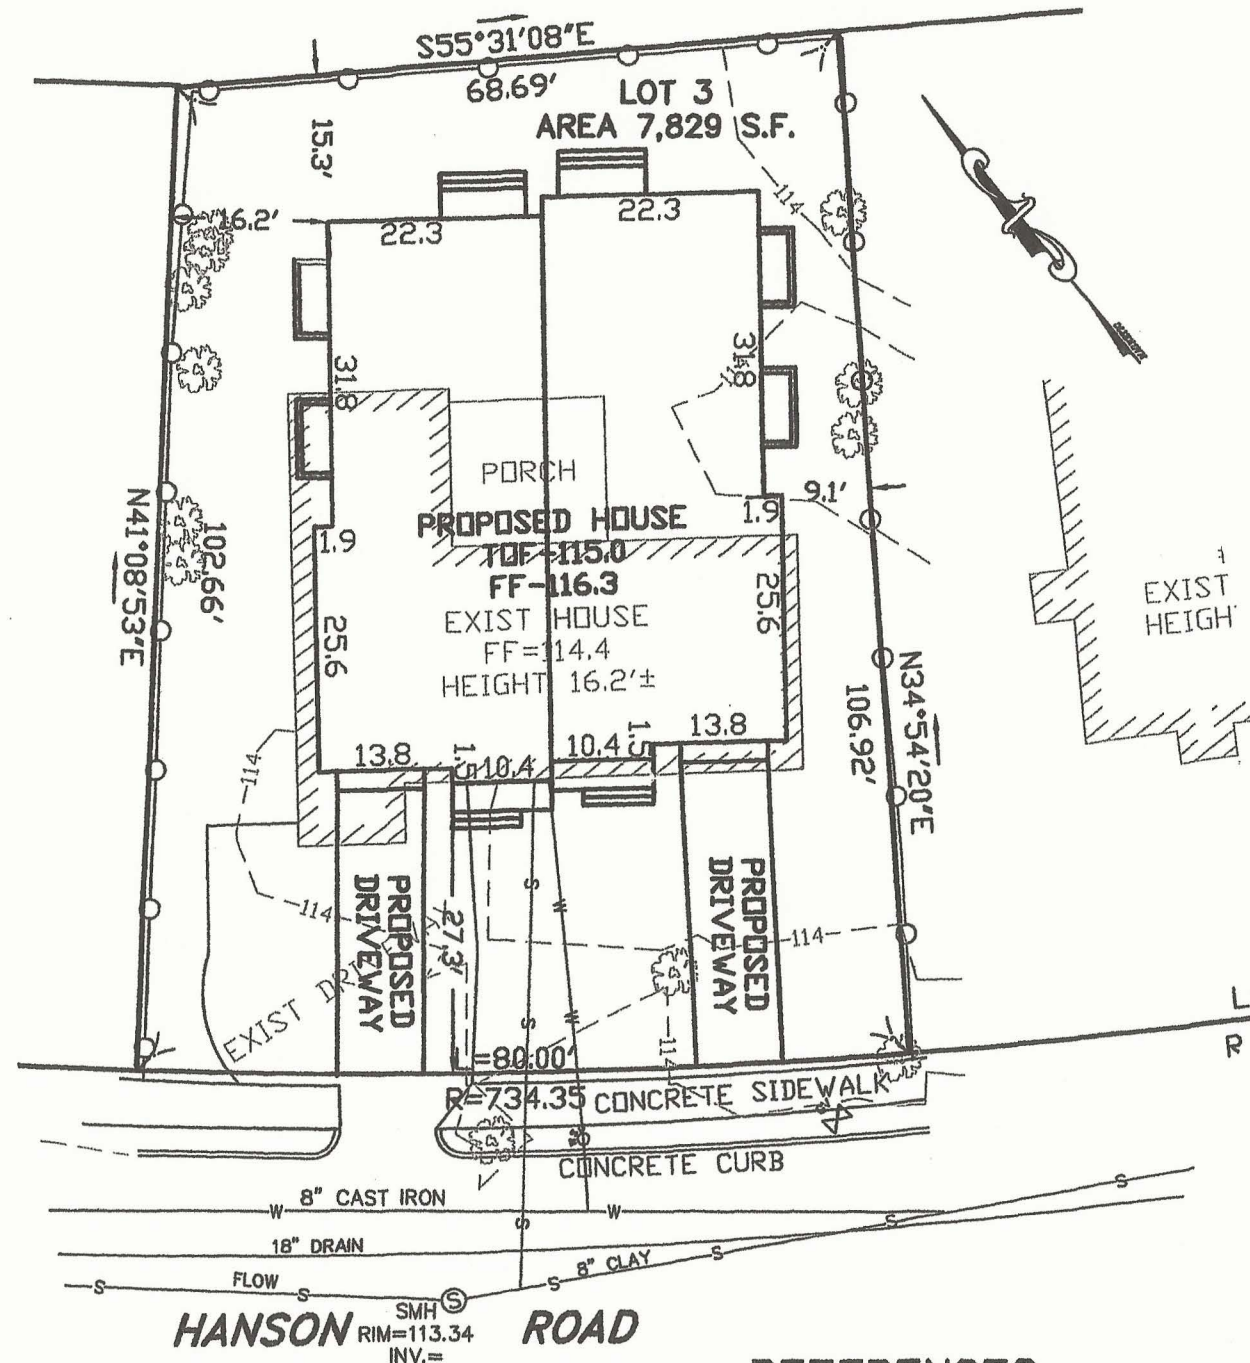 S55°31'08"E
68.69'
LOT 3
AREA 7,829 S.F.
15.3'
16.2'
22.3
22.3
114
31.8
31.8
PORCH
9.1'
1.9
1.9
PROPOSED HOUSE
TOF-115.0
FF-116.3
EXIST HOUSE
FF=114.4
HEIGHT 16.2'±
N41°08'53"E
102.66'
25.6
25.6
EXIST
HEIGH
N34°54'20"E
106.92'
13.8
1.5
10.4
10.4
1.5
13.8
114
114
PROPOSED
DRIVEWAY
27.3'
PROPOSED
DRIVEWAY
114
S
W
S
W
EXIST
114
L
R
=80.00'
R=734.35
CONCRETE SIDEWALK
CONCRETE CURB
8" CAST IRON
W
W
S
S
S
18" DRAIN
8" CLAY
S
FLOW
S
S
S
S
SMH
HANSON ROAD
RIM=113.34
INV.=